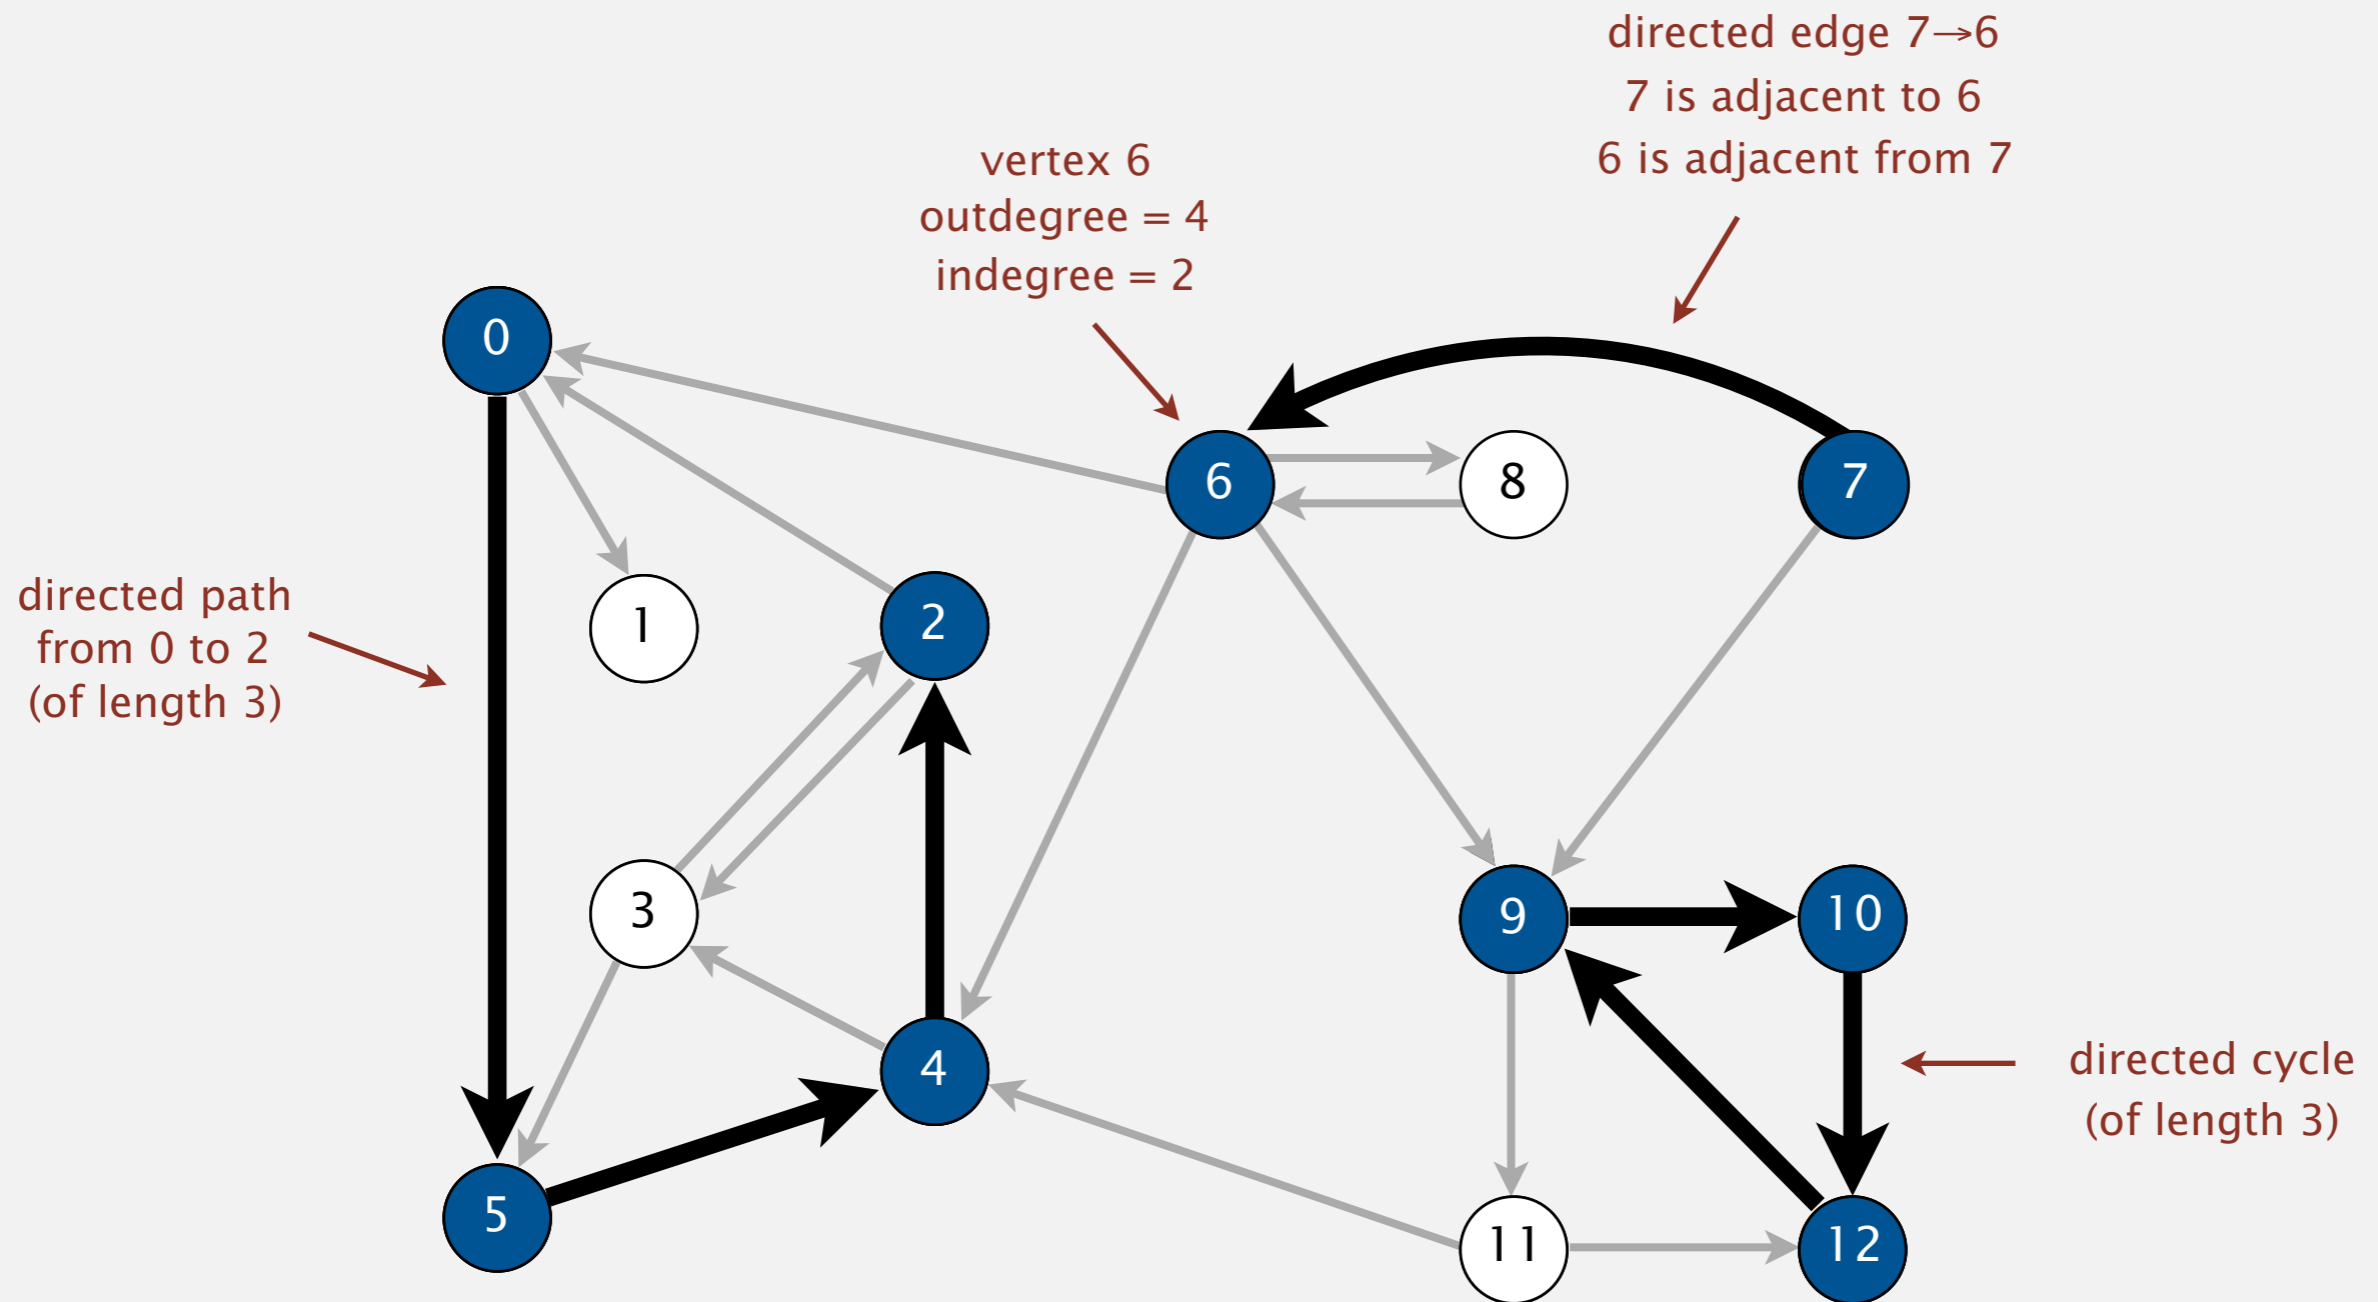 directed edge 7→6
7 is adjacent to 6
6 is adjacent from 7
vertex 6
outdegree = 4
indegree = 2
0
6
8
7
directed path
from 0 to 2
(of length 3)
1
2
3
9
10
4
directed cycle
(of length 3)
5
11
12